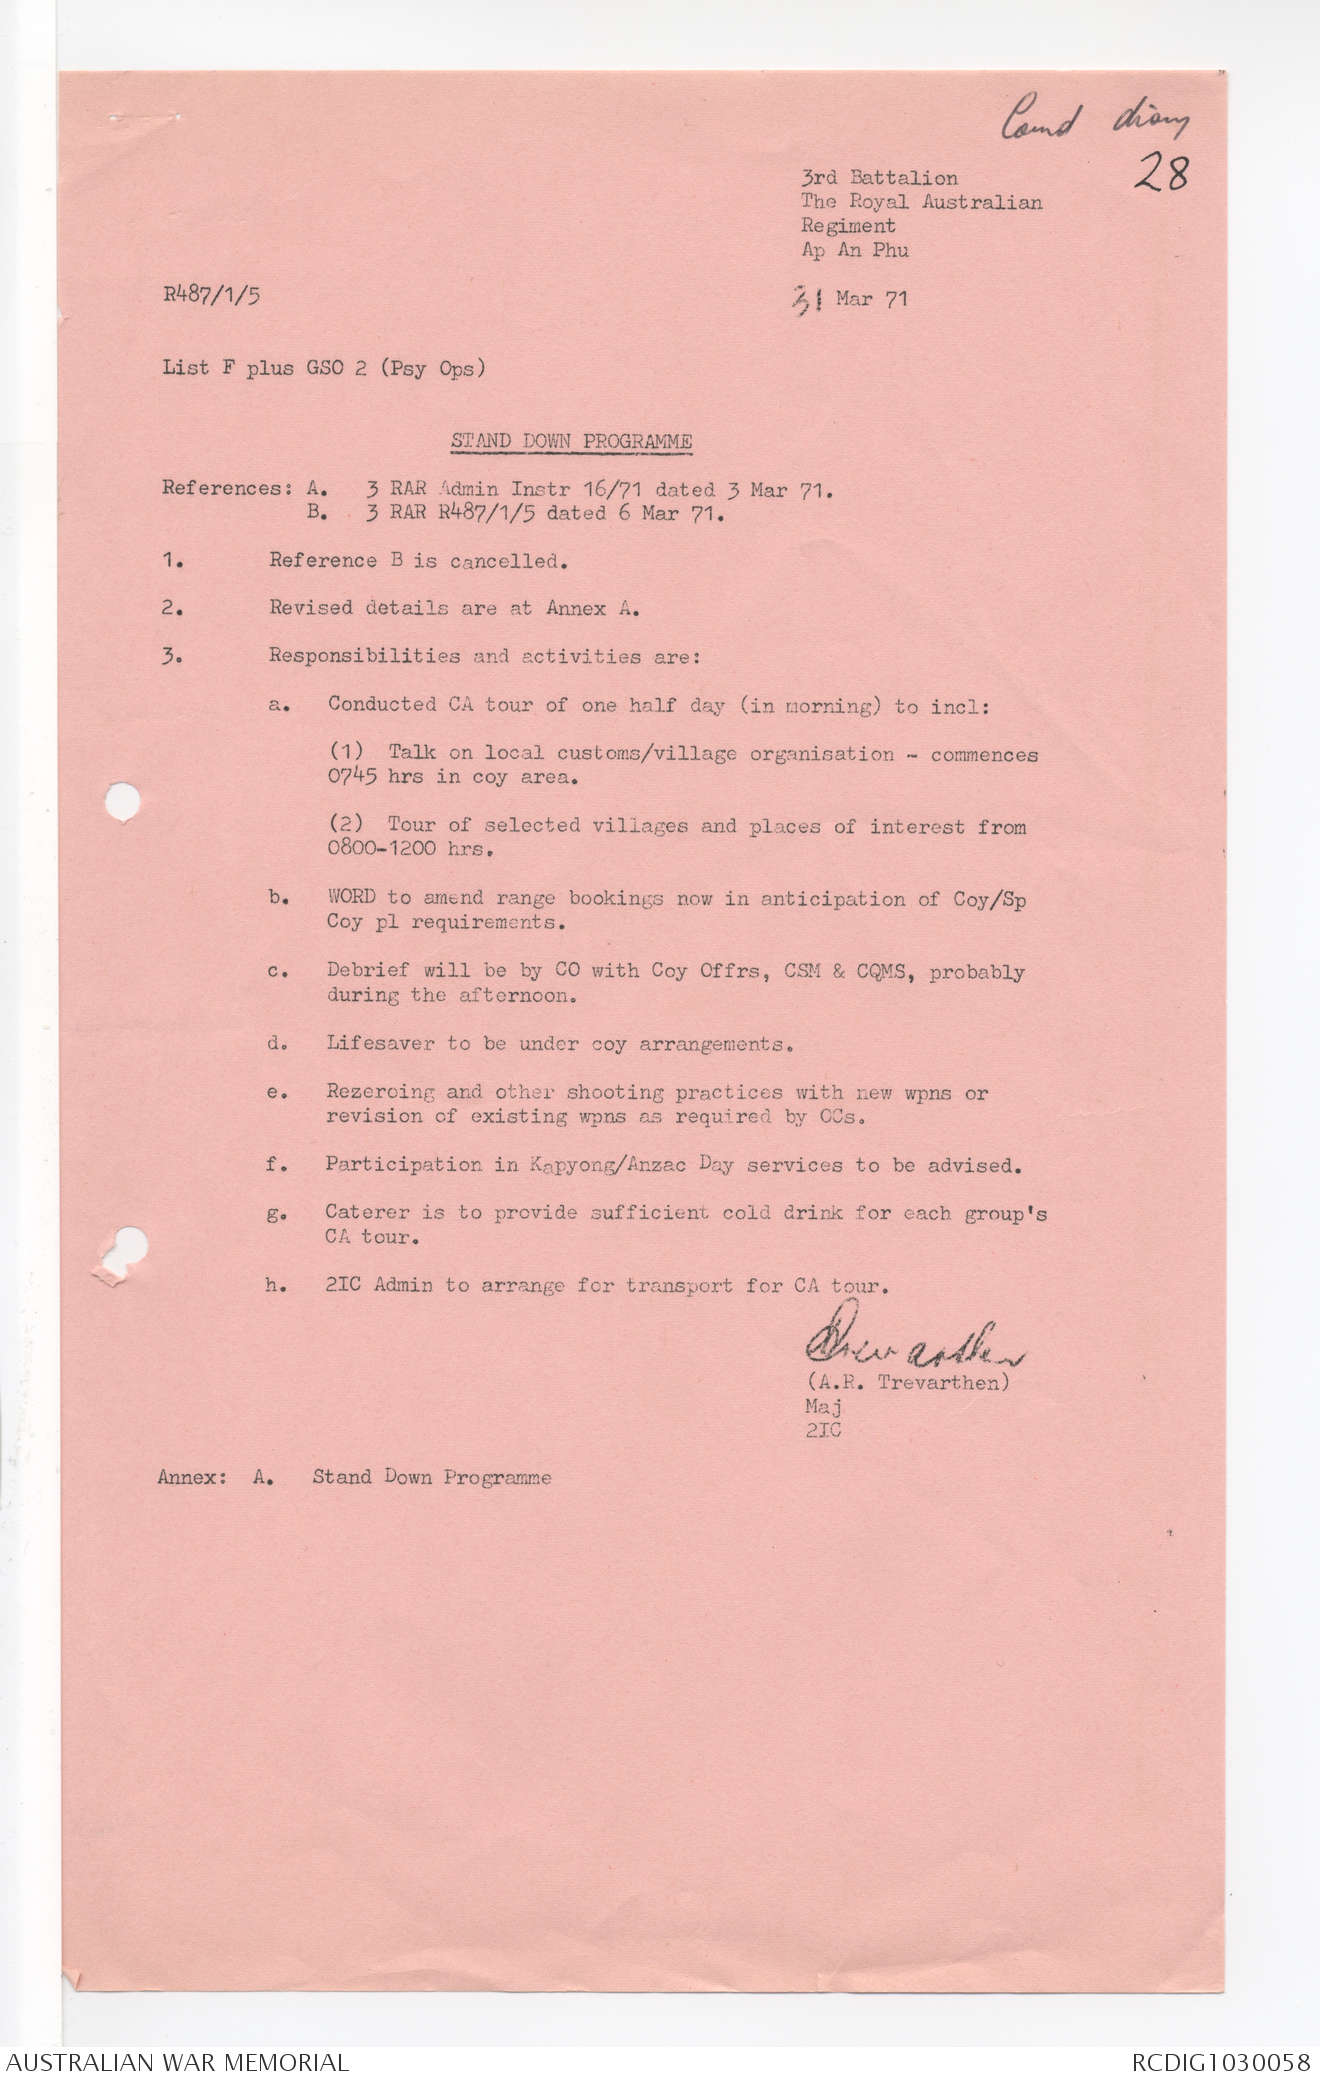 Comd diary
28
3rd Battalion
The Royal Australian
Regiment
Ap An Phu
R487/1/5
31 Mar 71
List F plus GSO 2 (Psy Ops)
STAND DOWN PROGRAMME
References: A. 3 RAR Admin Instr 16/71 dated 3 Mar 71.
B. 3 RAR R487/1/5 dated 6 Mar 71.
1. Reference B is cancelled.
2. Revised details are at Annex A.
3. Responsibilities and activities are:
a. Conducted CA tour of one half day (in morning) to incl:
(1) Talk on local customs/village organisation - commences
0745 hrs in coy area.
(2) Tour of selected villages and places of interest from
0800-1200 hrs.
b. WORD to amend range bookings now in anticipation of Coy/Sp
Coy pl requirements.
c. Debrief will be by CO with Coy Offrs, CSM & CQMS, probably
during the afternoon.
d. Lifesaver to be under coy arrangements.
e. Rezeroing and other shooting practices with new wpns or
revision of existing wpns as required by OCs.
f. Participation in Kapyong/Anzac Day services to be advised.
g. Caterer is to provide sufficient cold drink for each group's
CA tour.
h. 2IC Admin to arrange for transport for CA tour.
(A.R. Trevarthen)
Maj
2IC
Annex: A. Stand Down Programme
AUSTRALIAN WAR MEMORIAL
RCDIG1030058